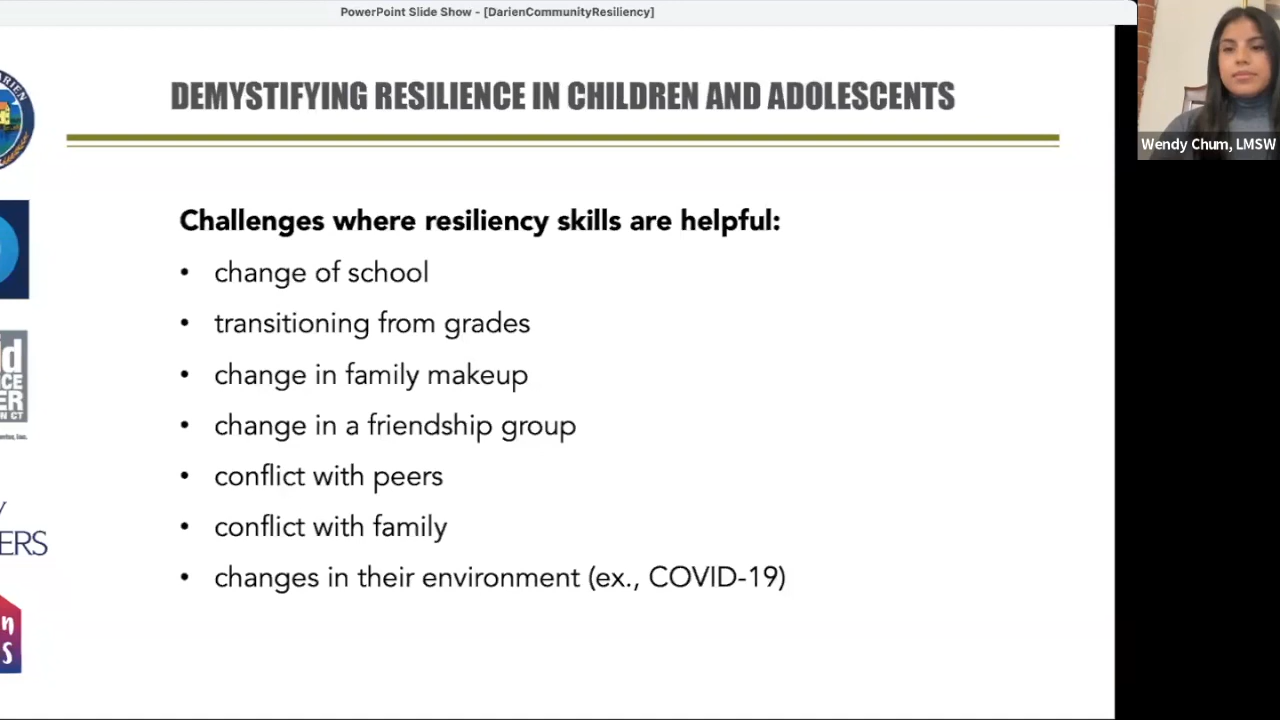 PowerPoint Slide Show - [DarienCommunityResiliency]
DEMYSTIFYING RESILIENCE IN CHILDREN AND ADOLESCENTS
Wendy Chum, LMSW
Challenges where resiliency skills are helpful:
• change of school
• transitioning from grades
• change in family makeup
• change in a friendship group
• conflict with peers
• conflict with family
• changes in their environment (ex., COVID-19)
ERS